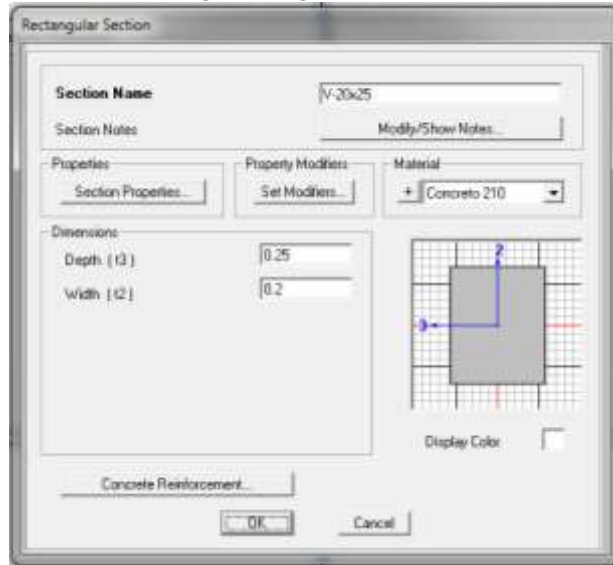 Rectangular Section
Section Name V-20x25
Section Notes Modify/Show Notes...
Properties Property Modifiers Material
Section Properties... Set Modifiers... + Concreto 210
Dimensions
Depth ( t3 ) 0.25
Width ( t2 ) 0.2
2
3
Display Color
Concrete Reinforcement...
OK Cancel